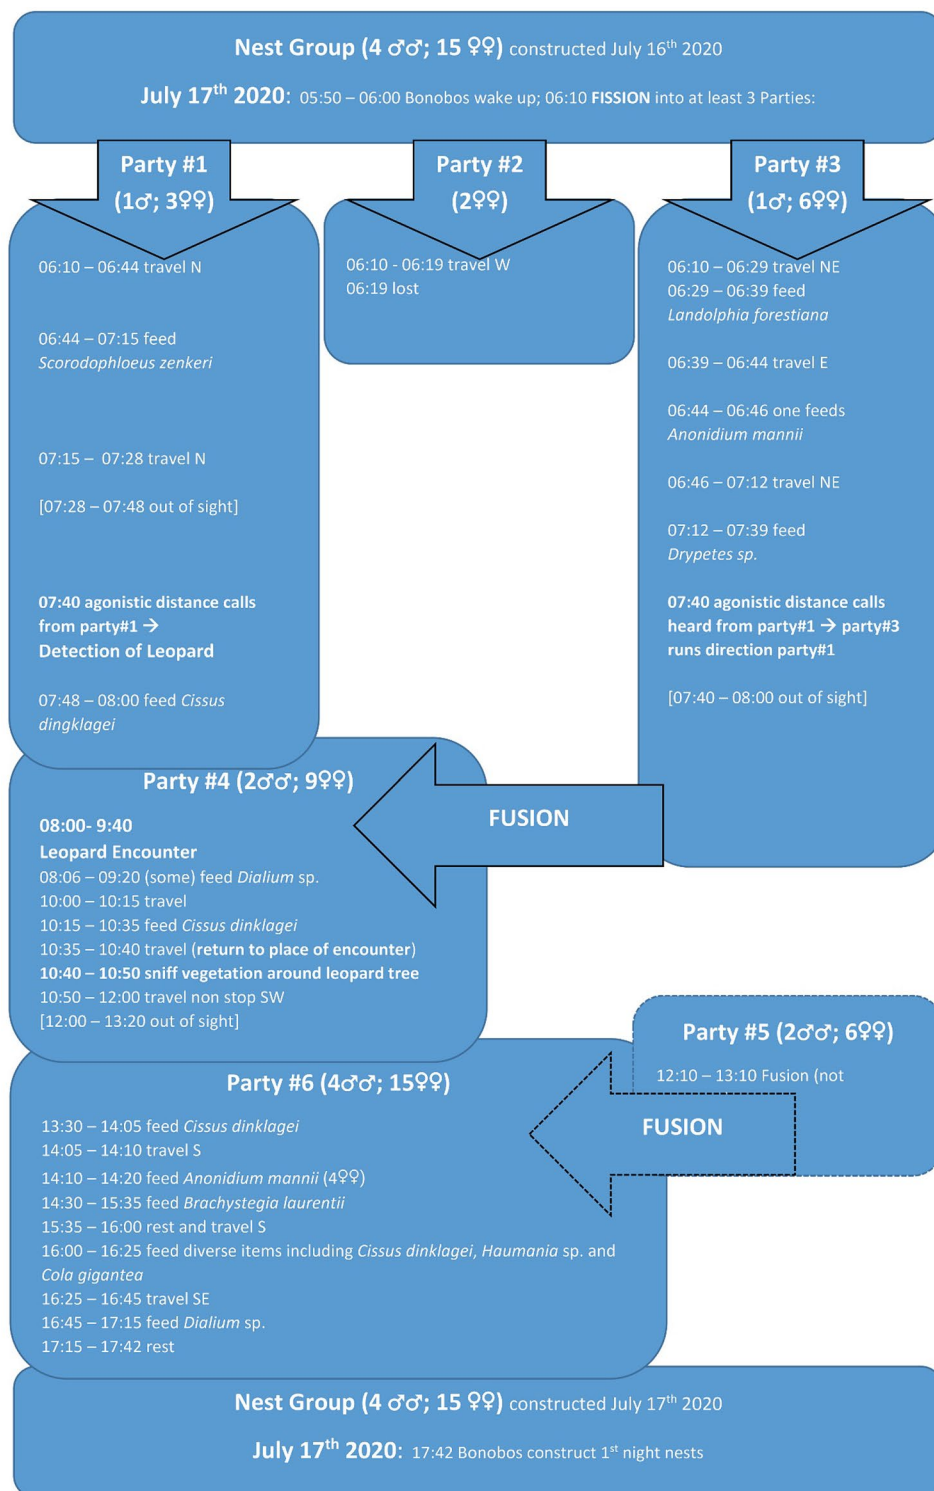 Nest Group (4 ♂♂; 15 ♀♀) constructed July 16th 2020
July 17th 2020: 05:50 – 06:00 Bonobos wake up; 06:10 FISSION into at least 3 Parties:
Party #1
(1♂; 3♀♀)
06:10 – 06:44 travel N
06:44 – 07:15 feed
Scorodophloeus zenkeri
07:15 – 07:28 travel N
[07:28 – 07:48 out of sight]
07:40 agonistic distance calls
from party#1 →
Detection of Leopard
07:48 – 08:00 feed Cissus
dingklagei
Party #2
(2♀♀)
06:10 - 06:19 travel W
06:19 lost
Party #3
(1♂; 6♀♀)
06:10 – 06:29 travel NE
06:29 – 06:39 feed
Landolphia forestiana
06:39 – 06:44 travel E
06:44 – 06:46 one feeds
Anonidium mannii
06:46 – 07:12 travel NE
07:12 – 07:39 feed
Drypetes sp.
07:40 agonistic distance calls
heard from party#1 → party#3
runs direction party#1
[07:40 – 08:00 out of sight]
FUSION
Party #4 (2♂♂; 9♀♀)
08:00- 9:40
Leopard Encounter
08:06 – 09:20 (some) feed Dialium sp.
10:00 – 10:15 travel
10:15 – 10:35 feed Cissus dinklagei
10:35 – 10:40 travel (return to place of encounter)
10:40 – 10:50 sniff vegetation around leopard tree
10:50 – 12:00 travel non stop SW
[12:00 – 13:20 out of sight]
Party #5 (2♂♂; 6♀♀)
12:10 – 13:10 Fusion (not
FUSION
Party #6 (4♂♂; 15♀♀)
13:30 – 14:05 feed Cissus dinklagei
14:05 – 14:10 travel S
14:10 – 14:20 feed Anonidium mannii (4♀♀)
14:30 – 15:35 feed Brachystegia laurentii
15:35 – 16:00 rest and travel S
16:00 – 16:25 feed diverse items including Cissus dinklagei, Haumania sp. and
Cola gigantea
16:25 – 16:45 travel SE
16:45 – 17:15 feed Dialium sp.
17:15 – 17:42 rest
Nest Group (4 ♂♂; 15 ♀♀) constructed July 17th 2020
July 17th 2020: 17:42 Bonobos construct 1st night nests